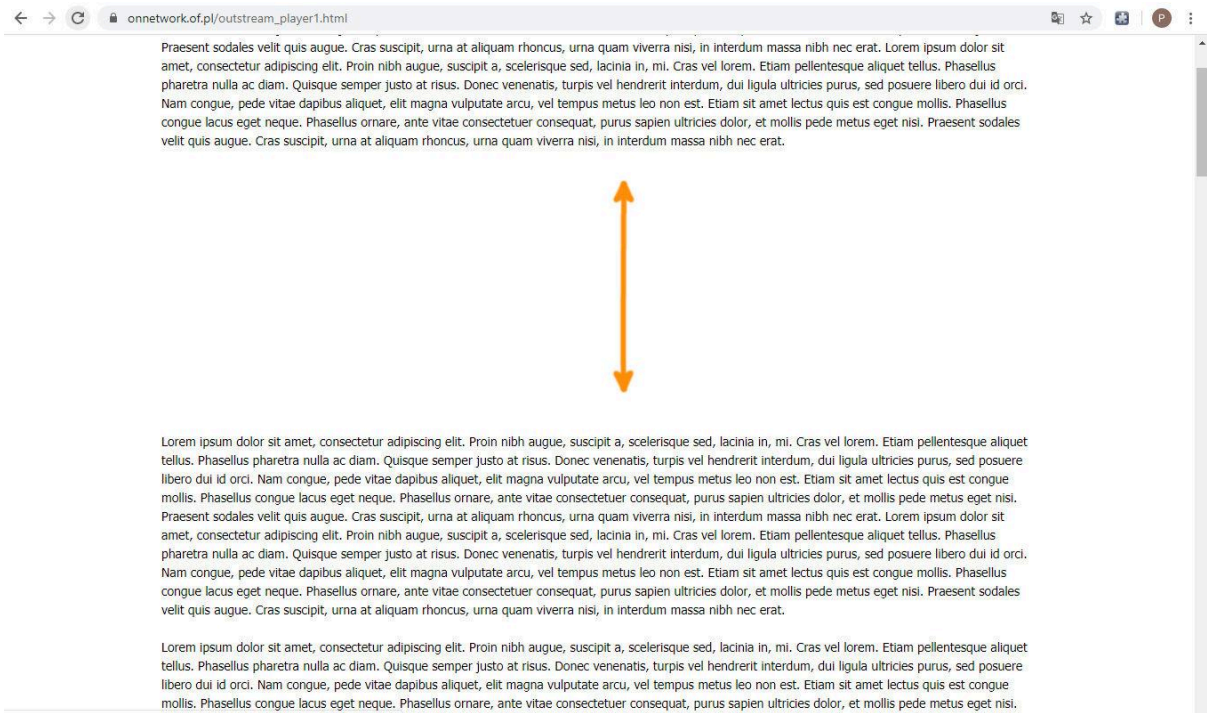 onnetwork.of.pl/outstream_player1.html
P
Praesent sodales velit quis augue. Cras suscipit, urna at aliquam rhoncus, urna quam viverra nisi, in interdum massa nibh nec erat. Lorem ipsum dolor sit
amet, consectetur adipiscing elit. Proin nibh augue, suscipit a, scelerisque sed, lacinia in, mi. Cras vel lorem. Etiam pellentesque aliquet tellus. Phasellus
pharetra nulla ac diam. Quisque semper justo at risus. Donec venenatis, turpis vel hendrerit interdum, dui ligula ultricies purus, sed posuere libero dui id orci.
Nam congue, pede vitae dapibus aliquet, elit magna vulputate arcu, vel tempus metus leo non est. Etiam sit amet lectus quis est congue mollis. Phasellus
congue lacus eget neque. Phasellus ornare, ante vitae consectetuer consequat, purus sapien ultricies dolor, et mollis pede metus eget nisi. Praesent sodales
velit quis augue. Cras suscipit, urna at aliquam rhoncus, urna quam viverra nisi, in interdum massa nibh nec erat.
Lorem ipsum dolor sit amet, consectetur adipiscing elit. Proin nibh augue, suscipit a, scelerisque sed, lacinia in, mi. Cras vel lorem. Etiam pellentesque aliquet
tellus. Phasellus pharetra nulla ac diam. Quisque semper justo at risus. Donec venenatis, turpis vel hendrerit interdum, dui ligula ultricies purus, sed posuere
libero dui id orci. Nam congue, pede vitae dapibus aliquet, elit magna vulputate arcu, vel tempus metus leo non est. Etiam sit amet lectus quis est congue
mollis. Phasellus congue lacus eget neque. Phasellus ornare, ante vitae consectetuer consequat, purus sapien ultricies dolor, et mollis pede metus eget nisi.
Praesent sodales velit quis augue. Cras suscipit, urna at aliquam rhoncus, urna quam viverra nisi, in interdum massa nibh nec erat. Lorem ipsum dolor sit
amet, consectetur adipiscing elit. Proin nibh augue, suscipit a, scelerisque sed, lacinia in, mi. Cras vel lorem. Etiam pellentesque aliquet tellus. Phasellus
pharetra nulla ac diam. Quisque semper justo at risus. Donec venenatis, turpis vel hendrerit interdum, dui ligula ultricies purus, sed posuere libero dui id orci.
Nam congue, pede vitae dapibus aliquet, elit magna vulputate arcu, vel tempus metus leo non est. Etiam sit amet lectus quis est congue mollis. Phasellus
congue lacus eget neque. Phasellus ornare, ante vitae consectetuer consequat, purus sapien ultricies dolor, et mollis pede metus eget nisi. Praesent sodales
velit quis augue. Cras suscipit, urna at aliquam rhoncus, urna quam viverra nisi, in interdum massa nibh nec erat.
Lorem ipsum dolor sit amet, consectetur adipiscing elit. Proin nibh augue, suscipit a, scelerisque sed, lacinia in, mi. Cras vel lorem. Etiam pellentesque aliquet
tellus. Phasellus pharetra nulla ac diam. Quisque semper justo at risus. Donec venenatis, turpis vel hendrerit interdum, dui ligula ultricies purus, sed posuere
libero dui id orci. Nam congue, pede vitae dapibus aliquet, elit magna vulputate arcu, vel tempus metus leo non est. Etiam sit amet lectus quis est congue
mollis. Phasellus congue lacus eget neque. Phasellus ornare, ante vitae consectetuer consequat, purus sapien ultricies dolor, et mollis pede metus eget nisi.